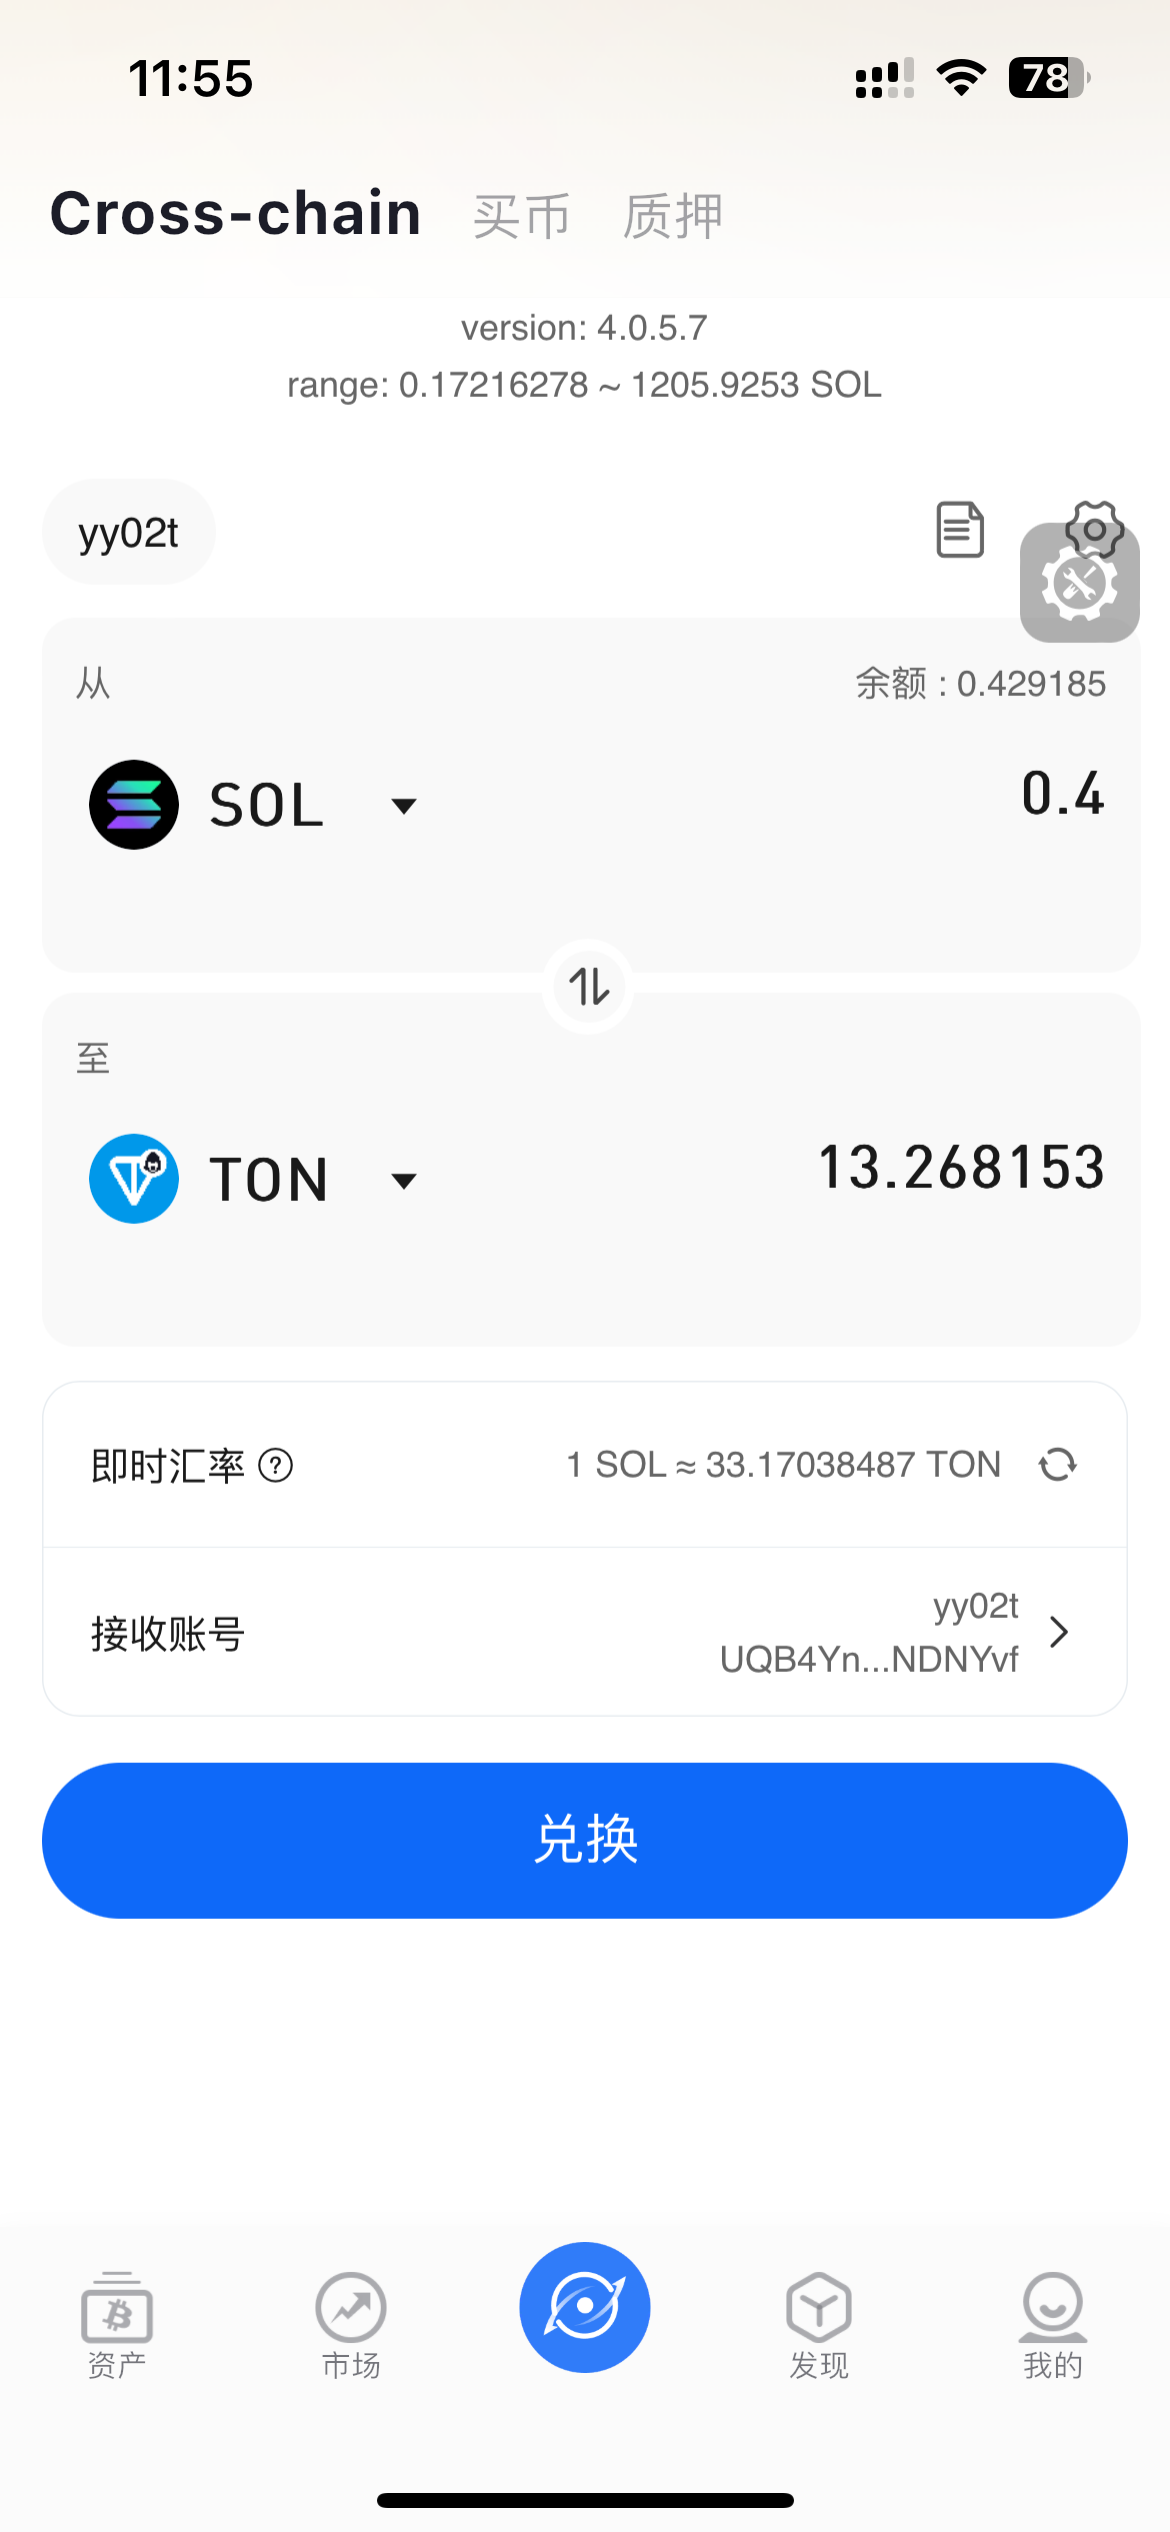 11:55
78
Cross-chain 买币 质押
version: 4.0.5.7
range: 0.17216278 ~ 1205.9253 SOL
yy02t
从 余额 : 0.429185
SOL 0.4
至
TON 13.268153
即时汇率 ? 1 SOL ≈ 33.17038487 TON
接收账号 yy02t
UQB4Yn...NDNYvf
兑换
资产 市场 发现 我的